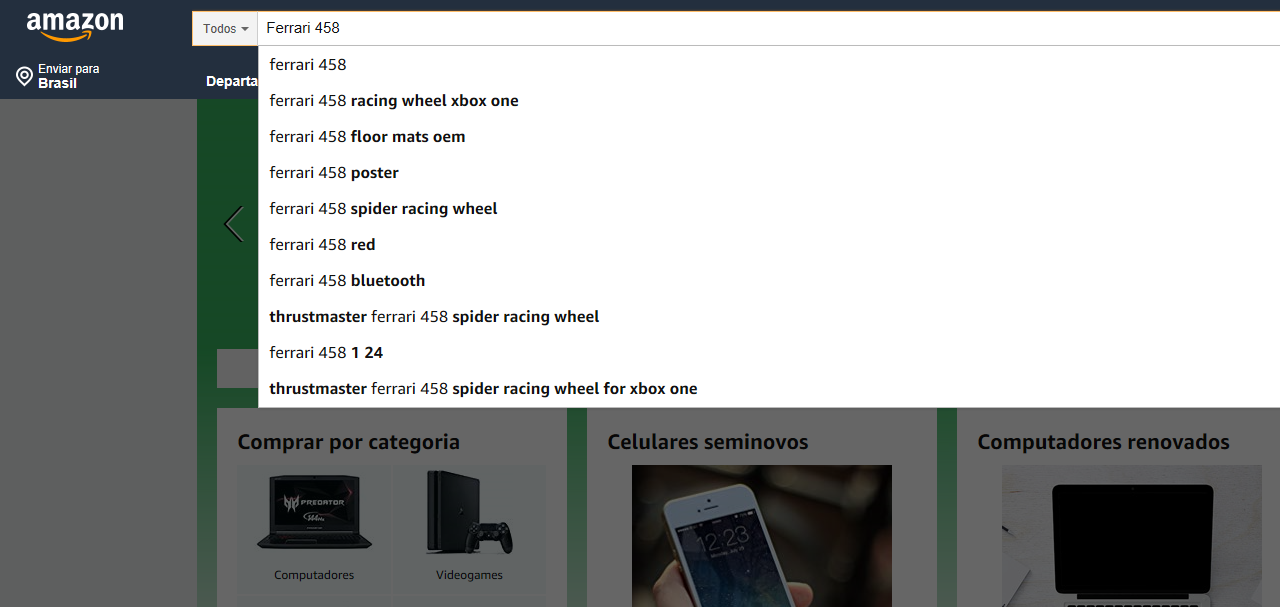 amazon
Todos
Ferrari 458
Enviar para
Brasil
Departa
ferrari 458
ferrari 458 racing wheel xbox one
ferrari 458 floor mats oem
ferrari 458 poster
ferrari 458 spider racing wheel
ferrari 458 red
ferrari 458 bluetooth
thrustmaster ferrari 458 spider racing wheel
ferrari 458 1 24
thrustmaster ferrari 458 spider racing wheel for xbox one
Comprar por categoria
Celulares seminovos
Computadores renovados
PREDATOR
12:23
Computadores
Videogames